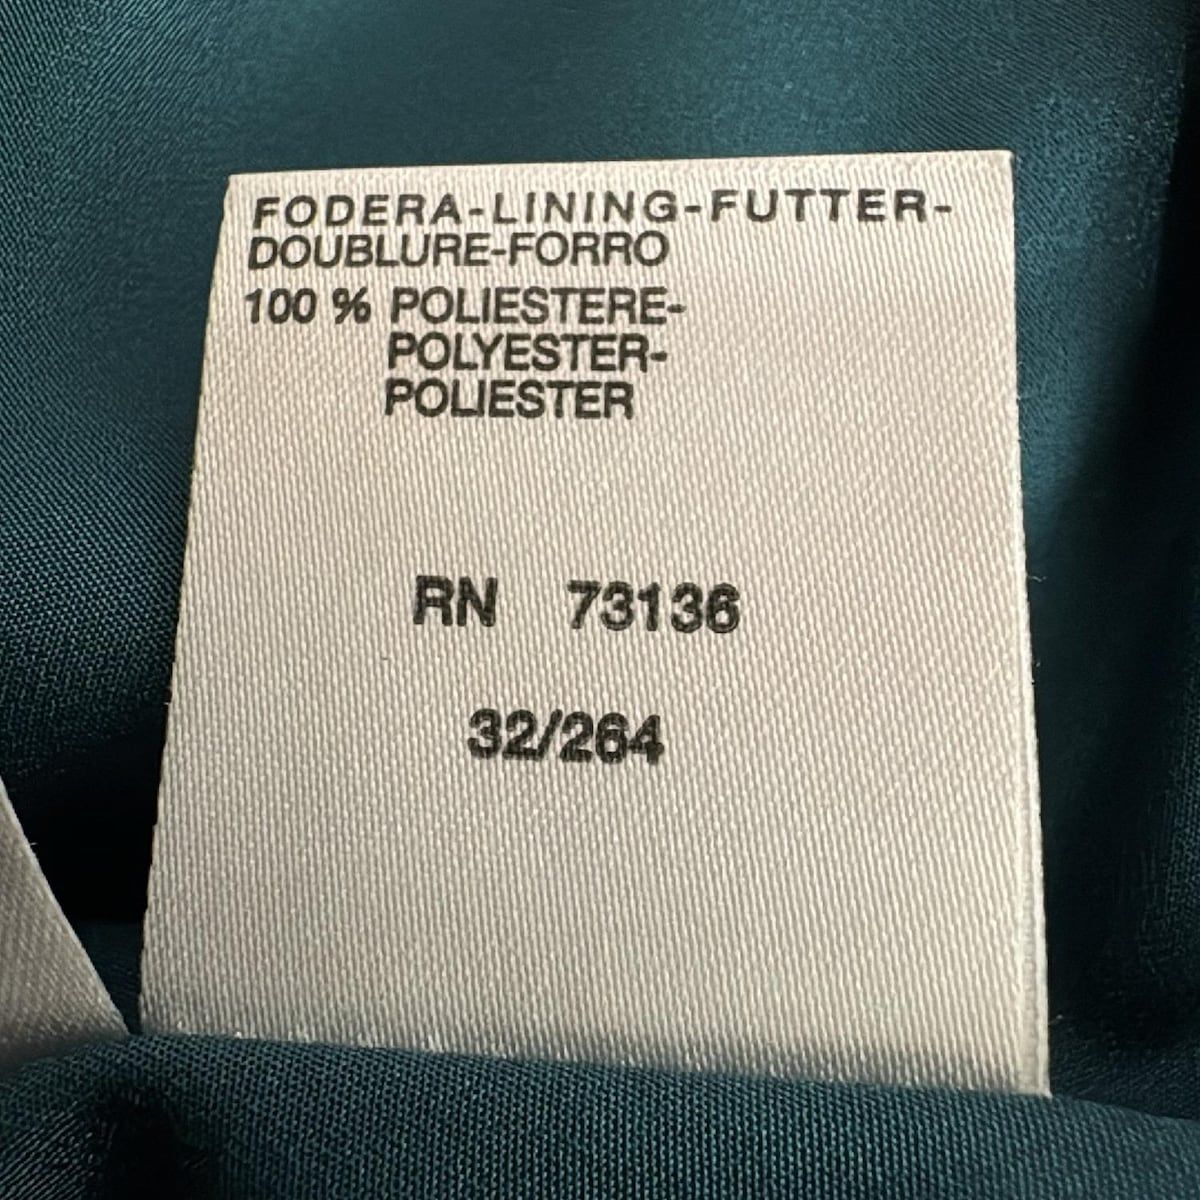 FODERA-LINING-FUTTER-
DOUBLURE-FORRO
100 % POLIESTERE-
POLYESTER-
POLIESTER
RN 73136
32/264